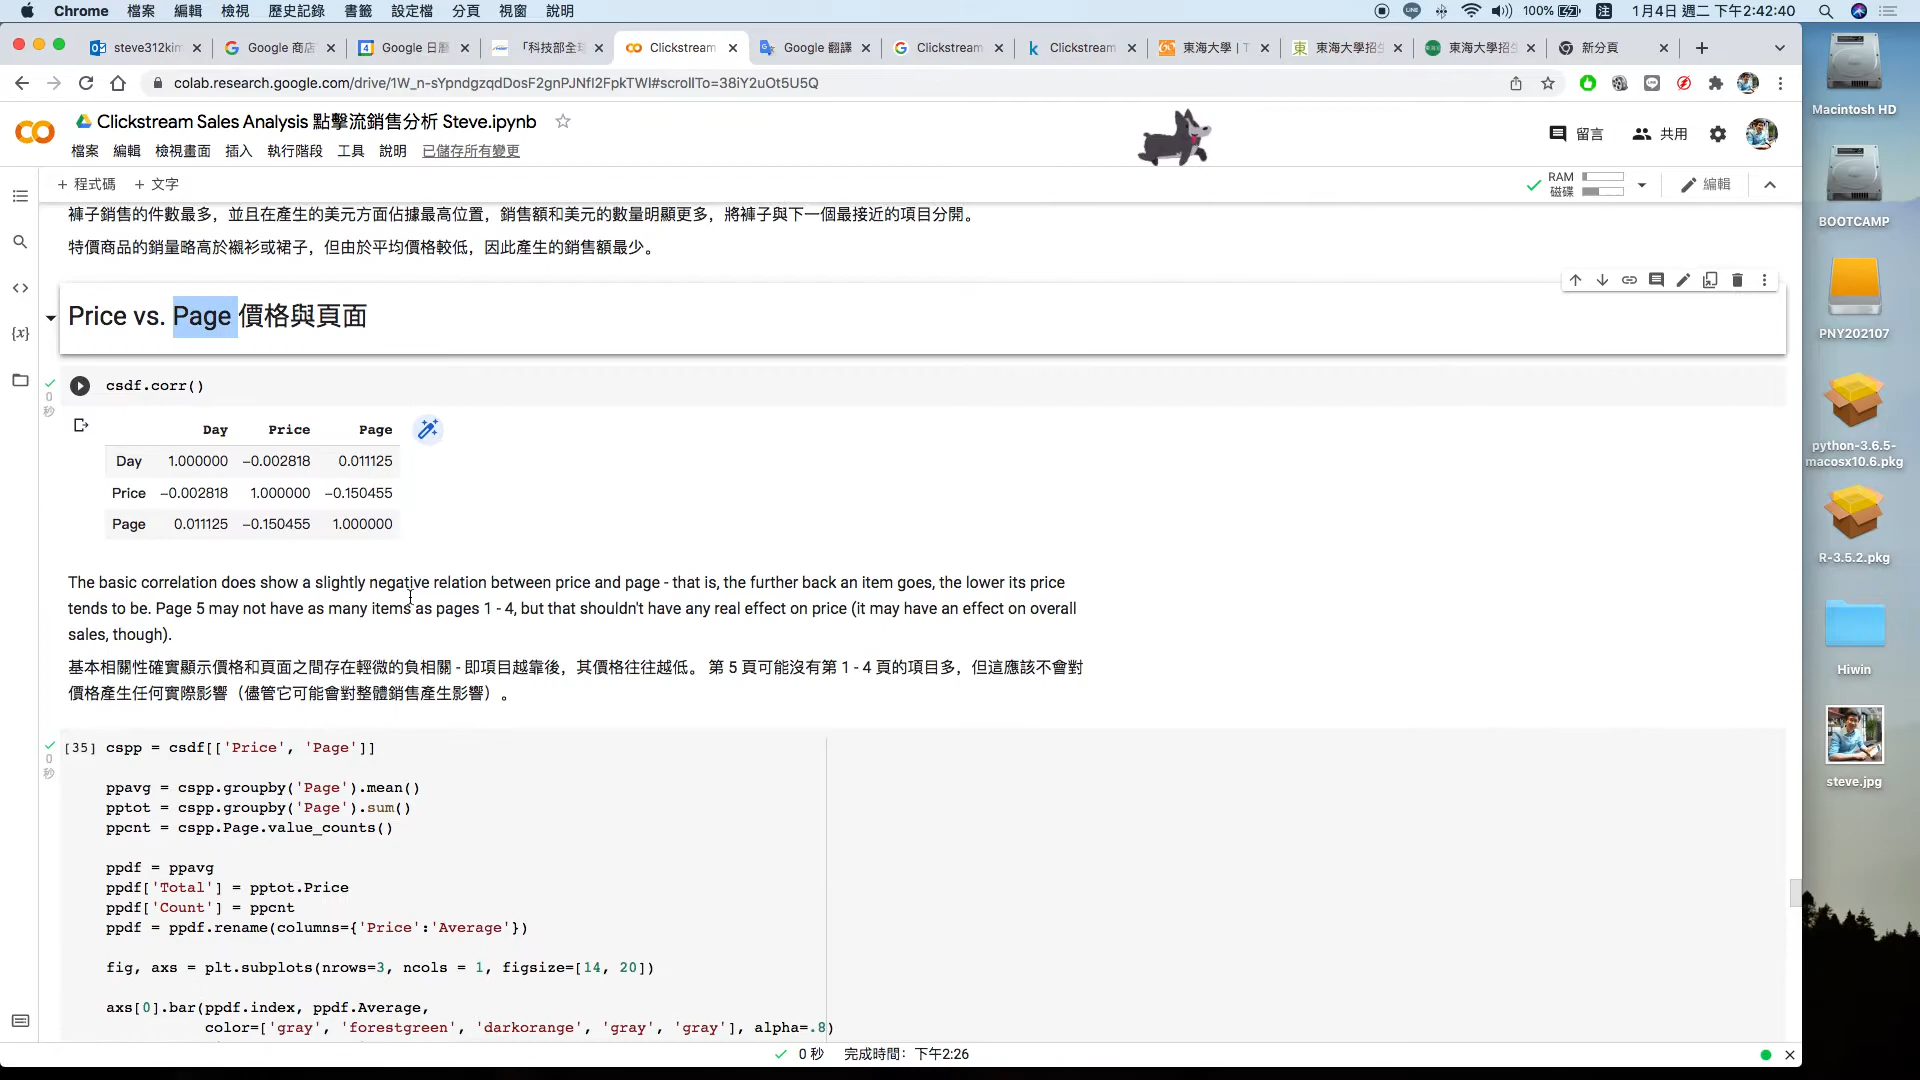 Chrome 檔案 編輯 檢視 歷史記錄 書籤 設定檔 分頁 視窗 說明 100% 注 1月4日 週二 下午2:42:40
steve312kin Google 商店 Google 日曆 「科技部全球 Clickstream Google 翻譯 Clickstream Clickstream 東海大學 | T 東海大學招生 東海大學招生 新分頁
colab.research.google.com/drive/1W_n-sYpndgzqdDosF2gnPJNfI2FpkTWl#scrollTo=38iY2uOt5U5Q
Clickstream Sales Analysis 點擊流銷售分析 Steve.ipynb
檔案 編輯 檢視畫面 插入 執行階段 工具 說明 已儲存所有變更
留言 共用
+ 程式碼 + 文字
RAM
磁碟
編輯
褲子銷售的件數最多，並且在產生的美元方面佔據最高位置，銷售額和美元的數量明顯更多，將褲子與下一個最接近的項目分開。
特價商品的銷量略高於襯衫或裙子，但由於平均價格較低，因此產生的銷售額最少。
Price vs. Page 價格與頁面
0
秒
csdf.corr()
Day Price Page
Day 1.000000 −0.002818 0.011125
Price −0.002818 1.000000 −0.150455
Page 0.011125 −0.150455 1.000000
The basic correlation does show a slightly negative relation between price and page - that is, the further back an item goes, the lower its price
tends to be. Page 5 may not have as many items as pages 1 - 4, but that shouldn't have any real effect on price (it may have an effect on overall
sales, though).
基本相關性確實顯示價格和頁面之間存在輕微的負相關 - 即項目越靠後，其價格往往越低。 第 5 頁可能沒有第 1 - 4 頁的項目多，但這應該不會對
價格產生任何實際影響（儘管它可能會對整體銷售產生影響）。
0
秒
[35] cspp = csdf[['Price', 'Page']]
ppavg = cspp.groupby('Page').mean()
pptot = cspp.groupby('Page').sum()
ppcnt = cspp.Page.value_counts()
ppdf = ppavg
ppdf['Total'] = pptot.Price
ppdf['Count'] = ppcnt
ppdf = ppdf.rename(columns={'Price':'Average'})
fig, axs = plt.subplots(nrows=3, ncols = 1, figsize=[14, 20])
axs[0].bar(ppdf.index, ppdf.Average,
color=['gray', 'forestgreen', 'darkorange', 'gray', 'gray'], alpha=.8)
0 秒 完成時間：下午2:26
Macintosh HD
BOOTCAMP
PNY202107
python-3.6.5-
macosx10.6.pkg
R-3.5.2.pkg
Hiwin
steve.jpg